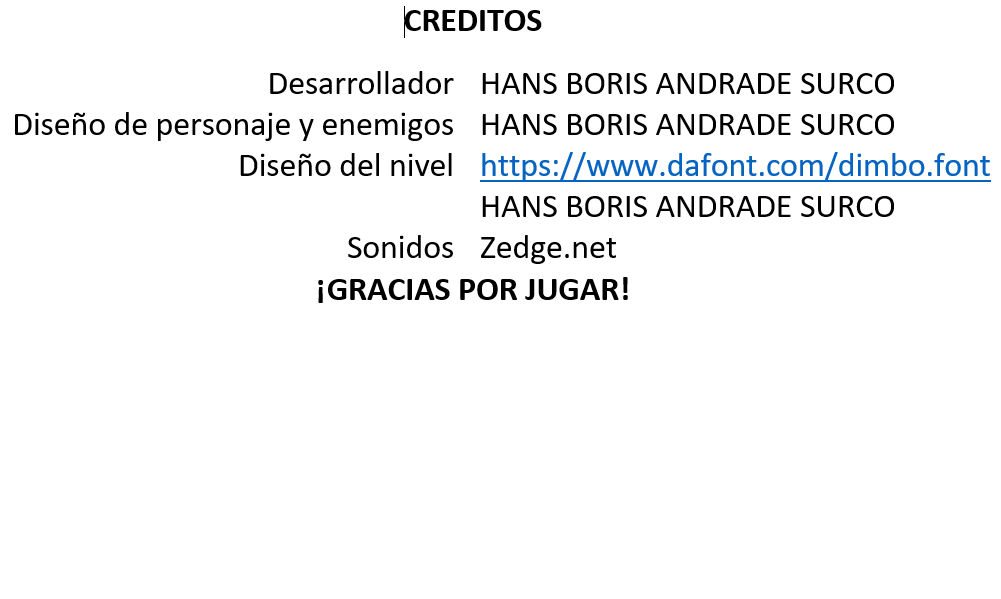 CREDITOS
Desarrollador HANS BORIS ANDRADE SURCO
Diseño de personaje y enemigos HANS BORIS ANDRADE SURCO
Diseño del nivel https://www.dafont.com/dimbo.font
HANS BORIS ANDRADE SURCO
Sonidos Zedge.net
¡GRACIAS POR JUGAR!